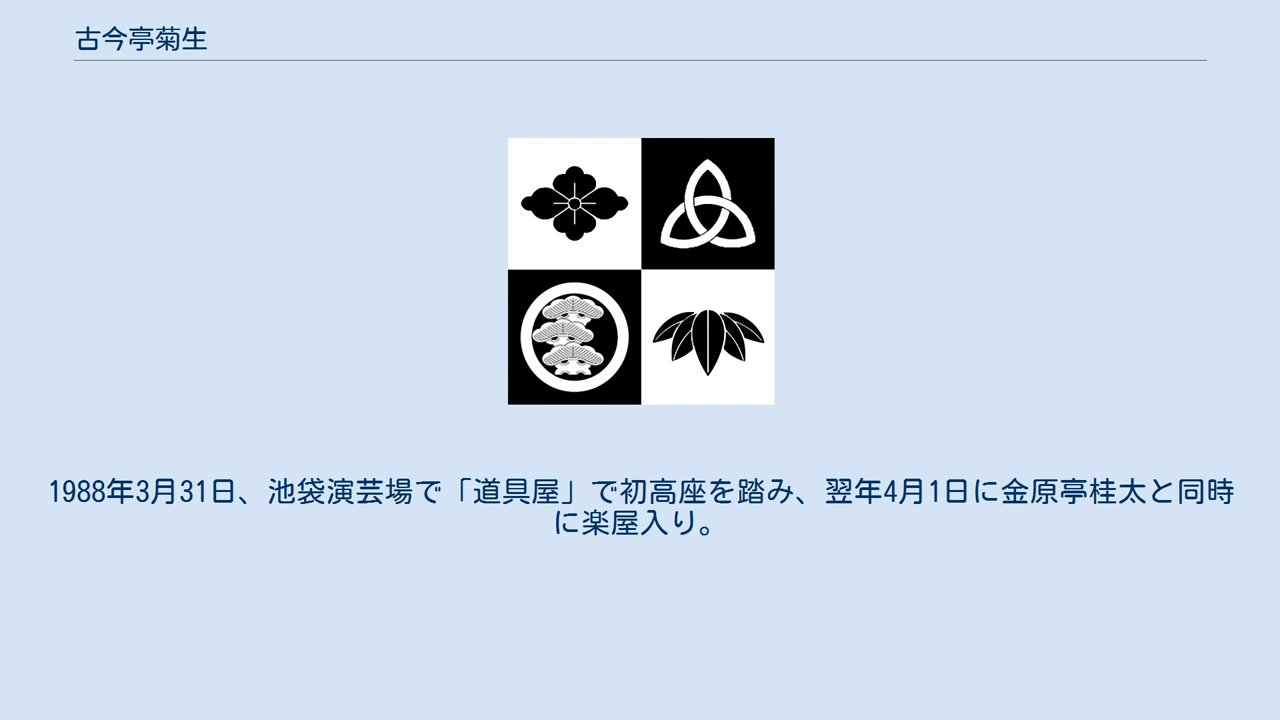 古今亭菊生
1988年3月31日、池袋演芸場で「道具屋」で初高座を踏み、翌年4月1日に金原亭桂太と同時
に楽屋入り。